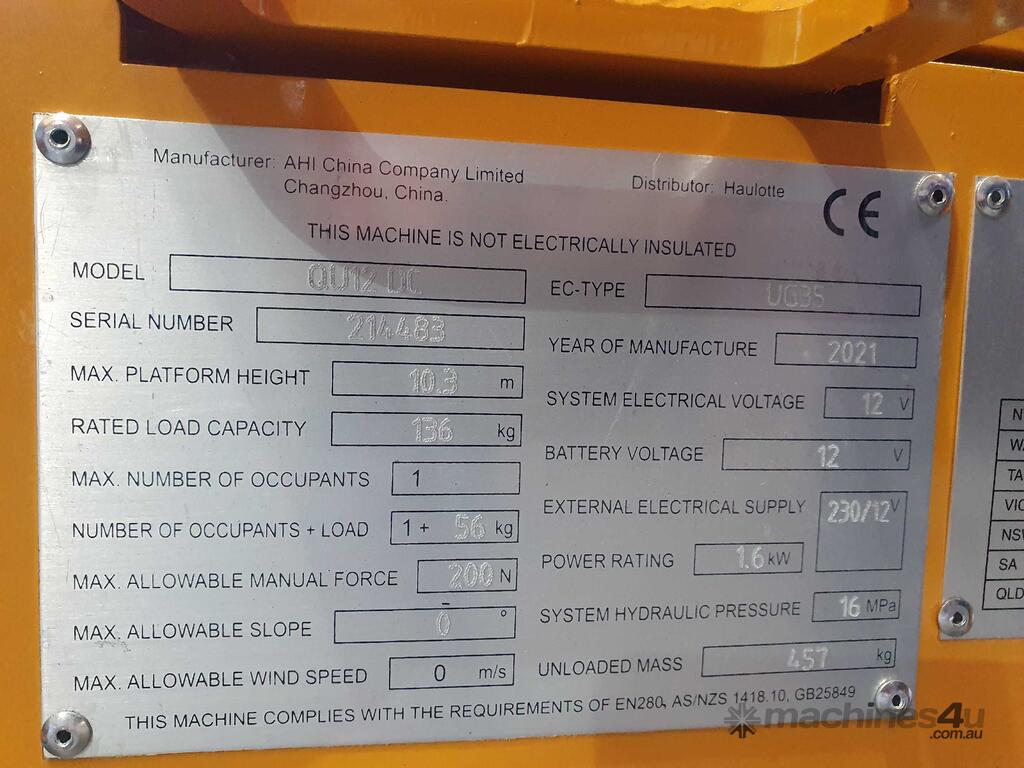 Manufacturer: AHI China Company Limited
Changzhou, China.
Distributor: Haulotte
CE
THIS MACHINE IS NOT ELECTRICALLY INSULATED
MODEL QU12 DC
SERIAL NUMBER 214483
MAX. PLATFORM HEIGHT 10.3 m
RATED LOAD CAPACITY 136 kg
MAX. NUMBER OF OCCUPANTS 1
NUMBER OF OCCUPANTS + LOAD 1 + 56 kg
MAX. ALLOWABLE MANUAL FORCE 200 N
MAX. ALLOWABLE SLOPE 0 °
MAX. ALLOWABLE WIND SPEED 0 m/s
EC-TYPE UG35
YEAR OF MANUFACTURE 2021
SYSTEM ELECTRICAL VOLTAGE 12 V
BATTERY VOLTAGE 12 V
EXTERNAL ELECTRICAL SUPPLY 230/12 V
POWER RATING 1.6 kW
SYSTEM HYDRAULIC PRESSURE 16 MPa
UNLOADED MASS 457 kg
THIS MACHINE COMPLIES WITH THE REQUIREMENTS OF EN280, AS/NZS 1418.10, GB25849
TA
VIC
NSW
SA
QLD
machines4u
.com.au